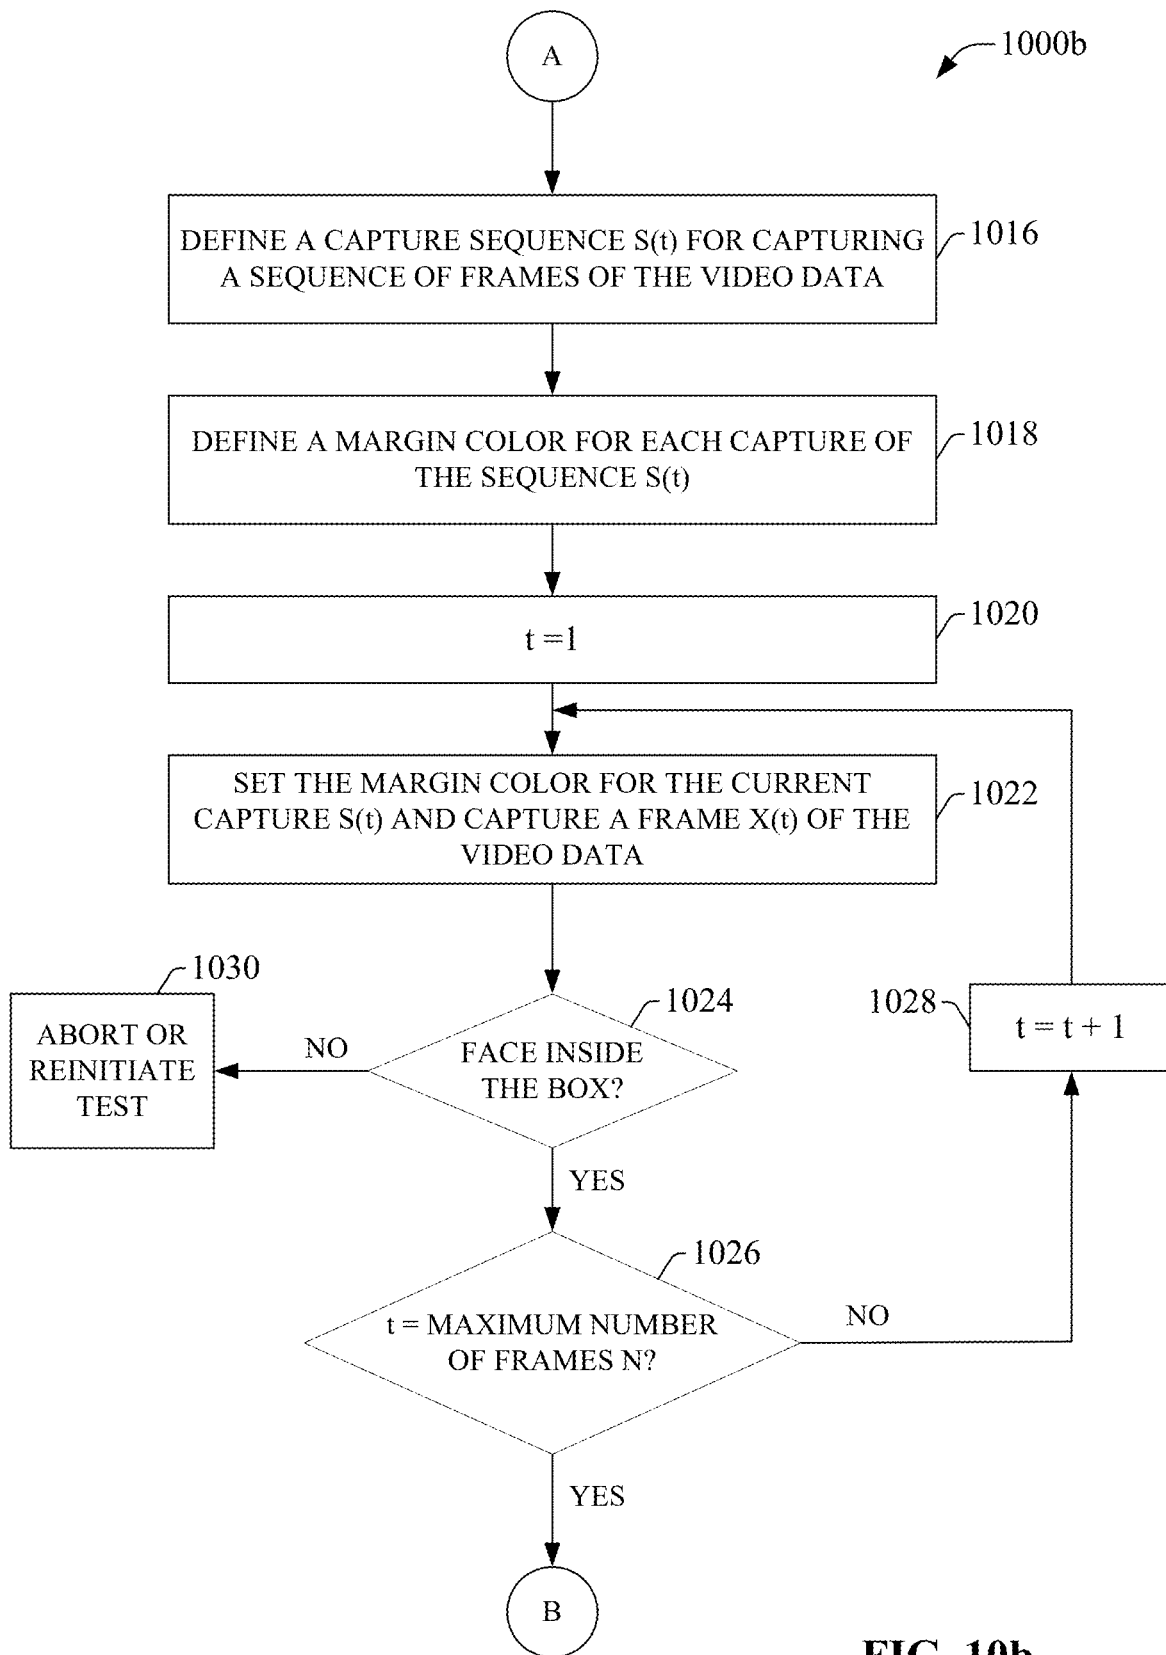 A
1000b
DEFINE A CAPTURE SEQUENCE S(t) FOR CAPTURING
A SEQUENCE OF FRAMES OF THE VIDEO DATA
1016
DEFINE A MARGIN COLOR FOR EACH CAPTURE OF
THE SEQUENCE S(t)
1018
t =1
1020
SET THE MARGIN COLOR FOR THE CURRENT
CAPTURE S(t) AND CAPTURE A FRAME X(t) OF THE
VIDEO DATA
1022
1030
ABORT OR
REINITIATE
TEST
NO
1024
FACE INSIDE
THE BOX?
1028
t = t + 1
YES
1026
t = MAXIMUM NUMBER
OF FRAMES N?
NO
YES
B
FIG. 10b